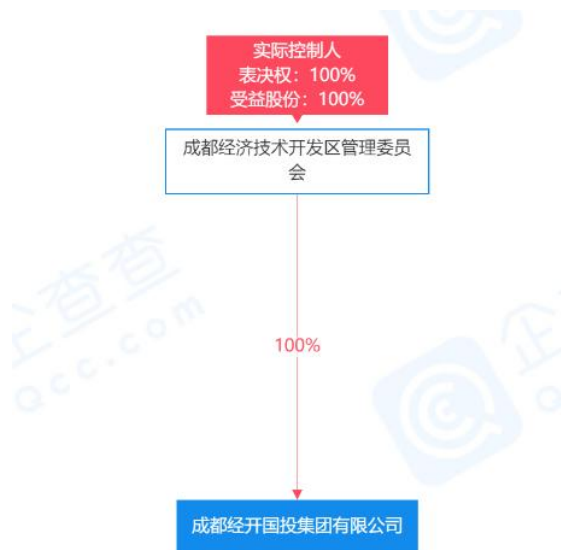 实际控制人
表决权：100%
受益股份：100%
成都经济技术开发区管理委员
会
企查查
Qcc.com
100%
企
Q
成都经开国投集团有限公司